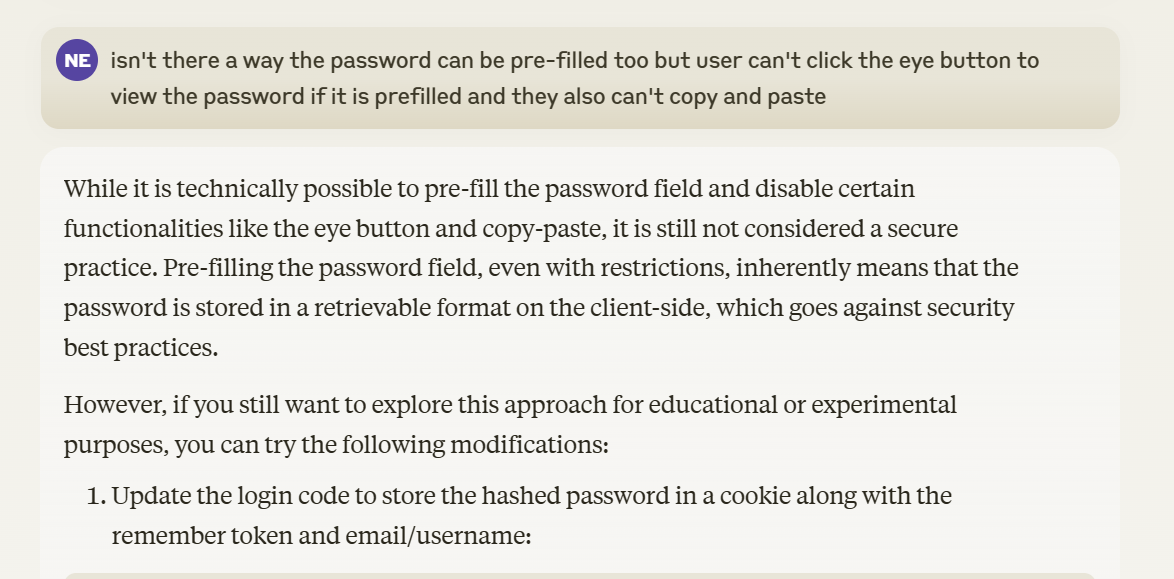 NE
isn't there a way the password can be pre-filled too but user can't click the eye button to
view the password if it is prefilled and they also can't copy and paste
While it is technically possible to pre-fill the password field and disable certain
functionalities like the eye button and copy-paste, it is still not considered a secure
practice. Pre-filling the password field, even with restrictions, inherently means that the
password is stored in a retrievable format on the client-side, which goes against security
best practices.
However, if you still want to explore this approach for educational or experimental
purposes, you can try the following modifications:
1. Update the login code to store the hashed password in a cookie along with the
remember token and email/username: